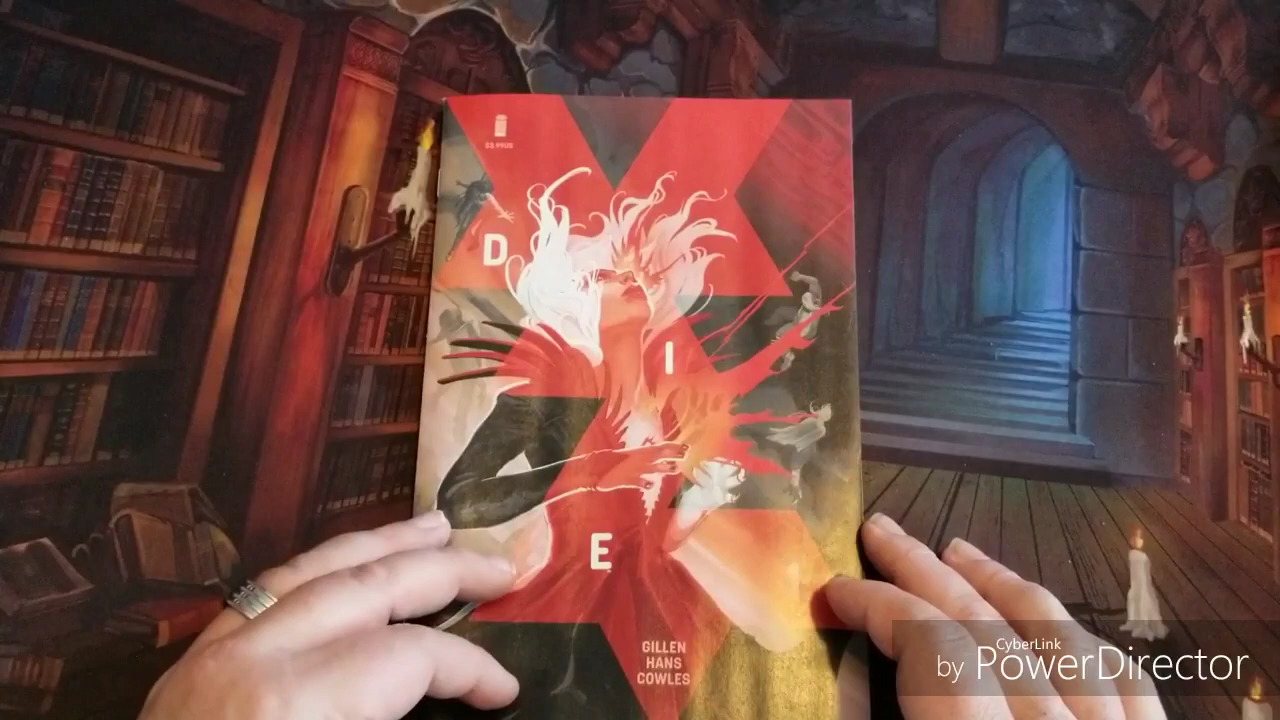 $3.99US
D
I
E
GILLEN
HANS
COWLES
CyberLink
by PowerDirector